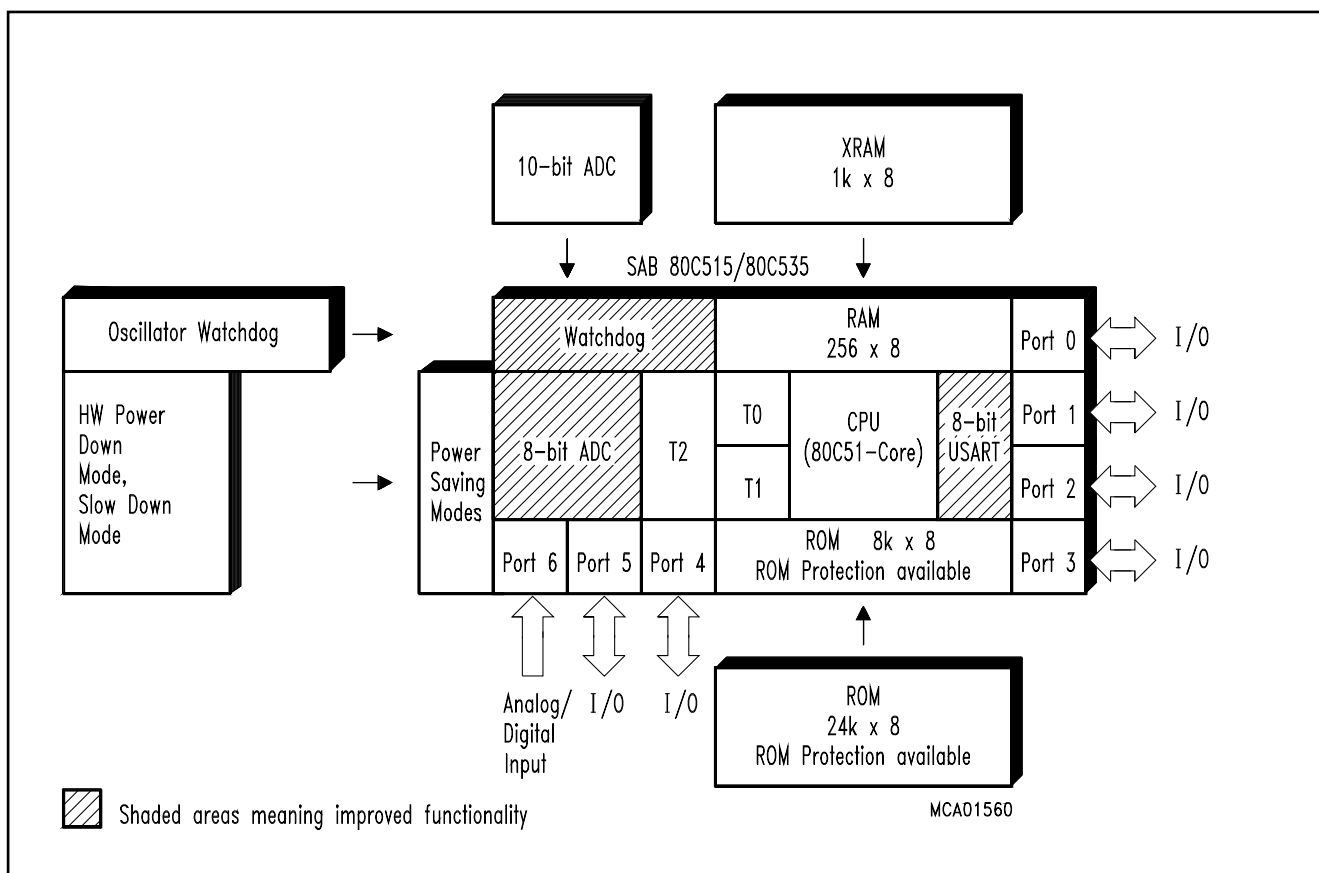 10-bit ADC
XRAM
1k x 8
SAB 80C515/80C535
Oscillator Watchdog
HW Power
Down
Mode,
Slow Down
Mode
Power
Saving
Modes
Watchdog
RAM
256 x 8
Port 0
I/O
8-bit ADC
T2
T0
T1
CPU
(80C51-Core)
8-bit
USART
Port 1
I/O
Port 2
I/O
Port 6
Port 5
Port 4
ROM 8k x 8
ROM Protection available
Port 3
I/O
Analog/
Digital
Input
I/O
I/O
ROM
24k x 8
ROM Protection available
MCA01560
Shaded areas meaning improved functionality